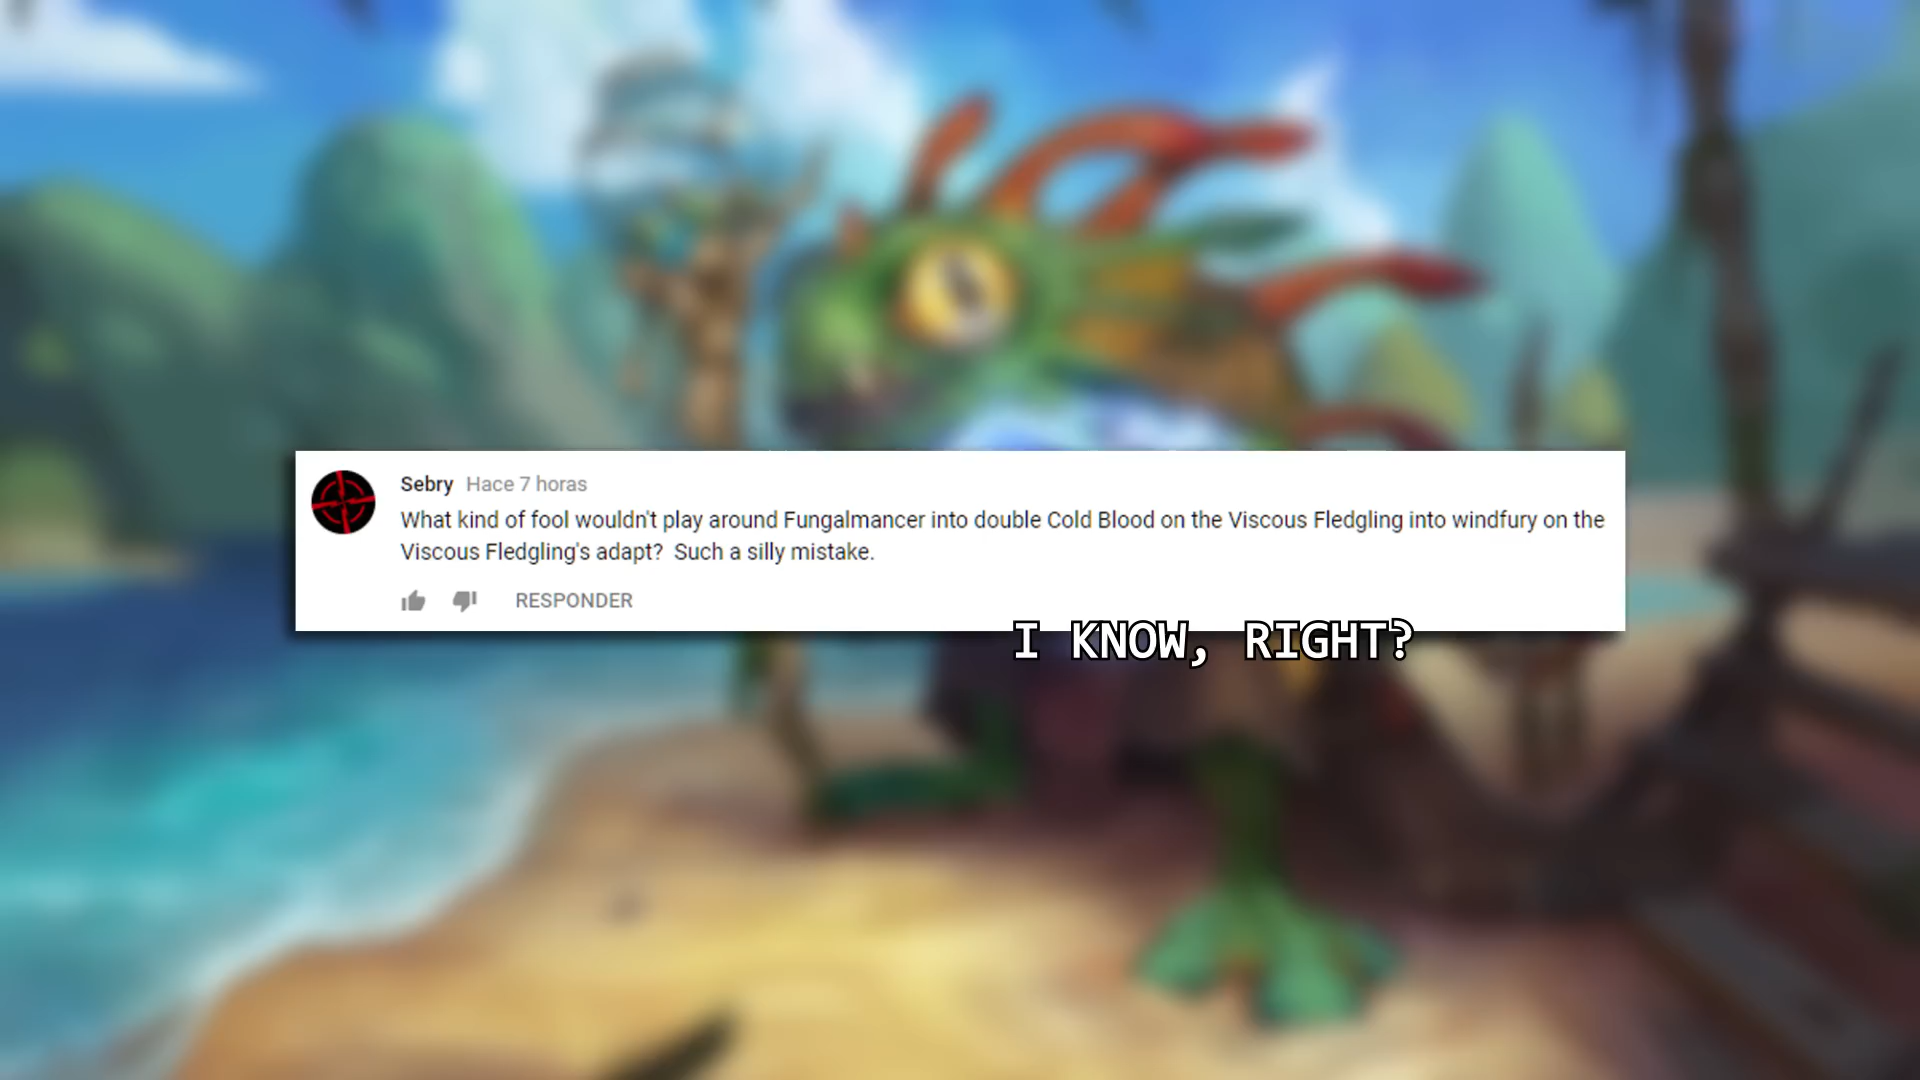 Sebry Hace 7 horas
What kind of fool wouldn't play around Fungalmancer into double Cold Blood on the Viscous Fledgling into windfury on the
Viscous Fledgling's adapt?  Such a silly mistake.
RESPONDER
I KNOW, RIGHT?